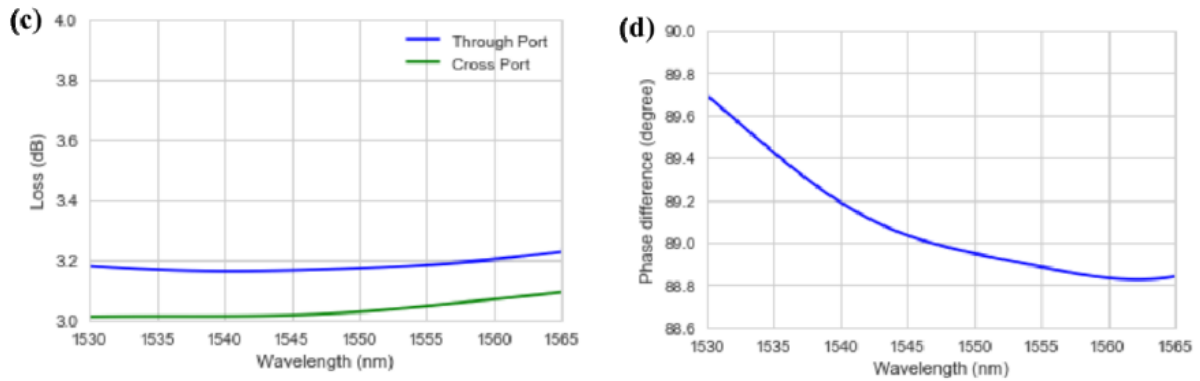 (c)
4.0
3.8
3.6
3.4
3.2
3.0
Loss (dB)
Through Port
Cross Port
1530 1535 1540 1545 1550 1555 1560 1565
Wavelength (nm)
(d)
90.0
89.8
89.6
89.4
89.2
89.0
88.8
88.6
Phase difference (degree)
1530 1535 1540 1545 1550 1555 1560 1565
Wavelength (nm)